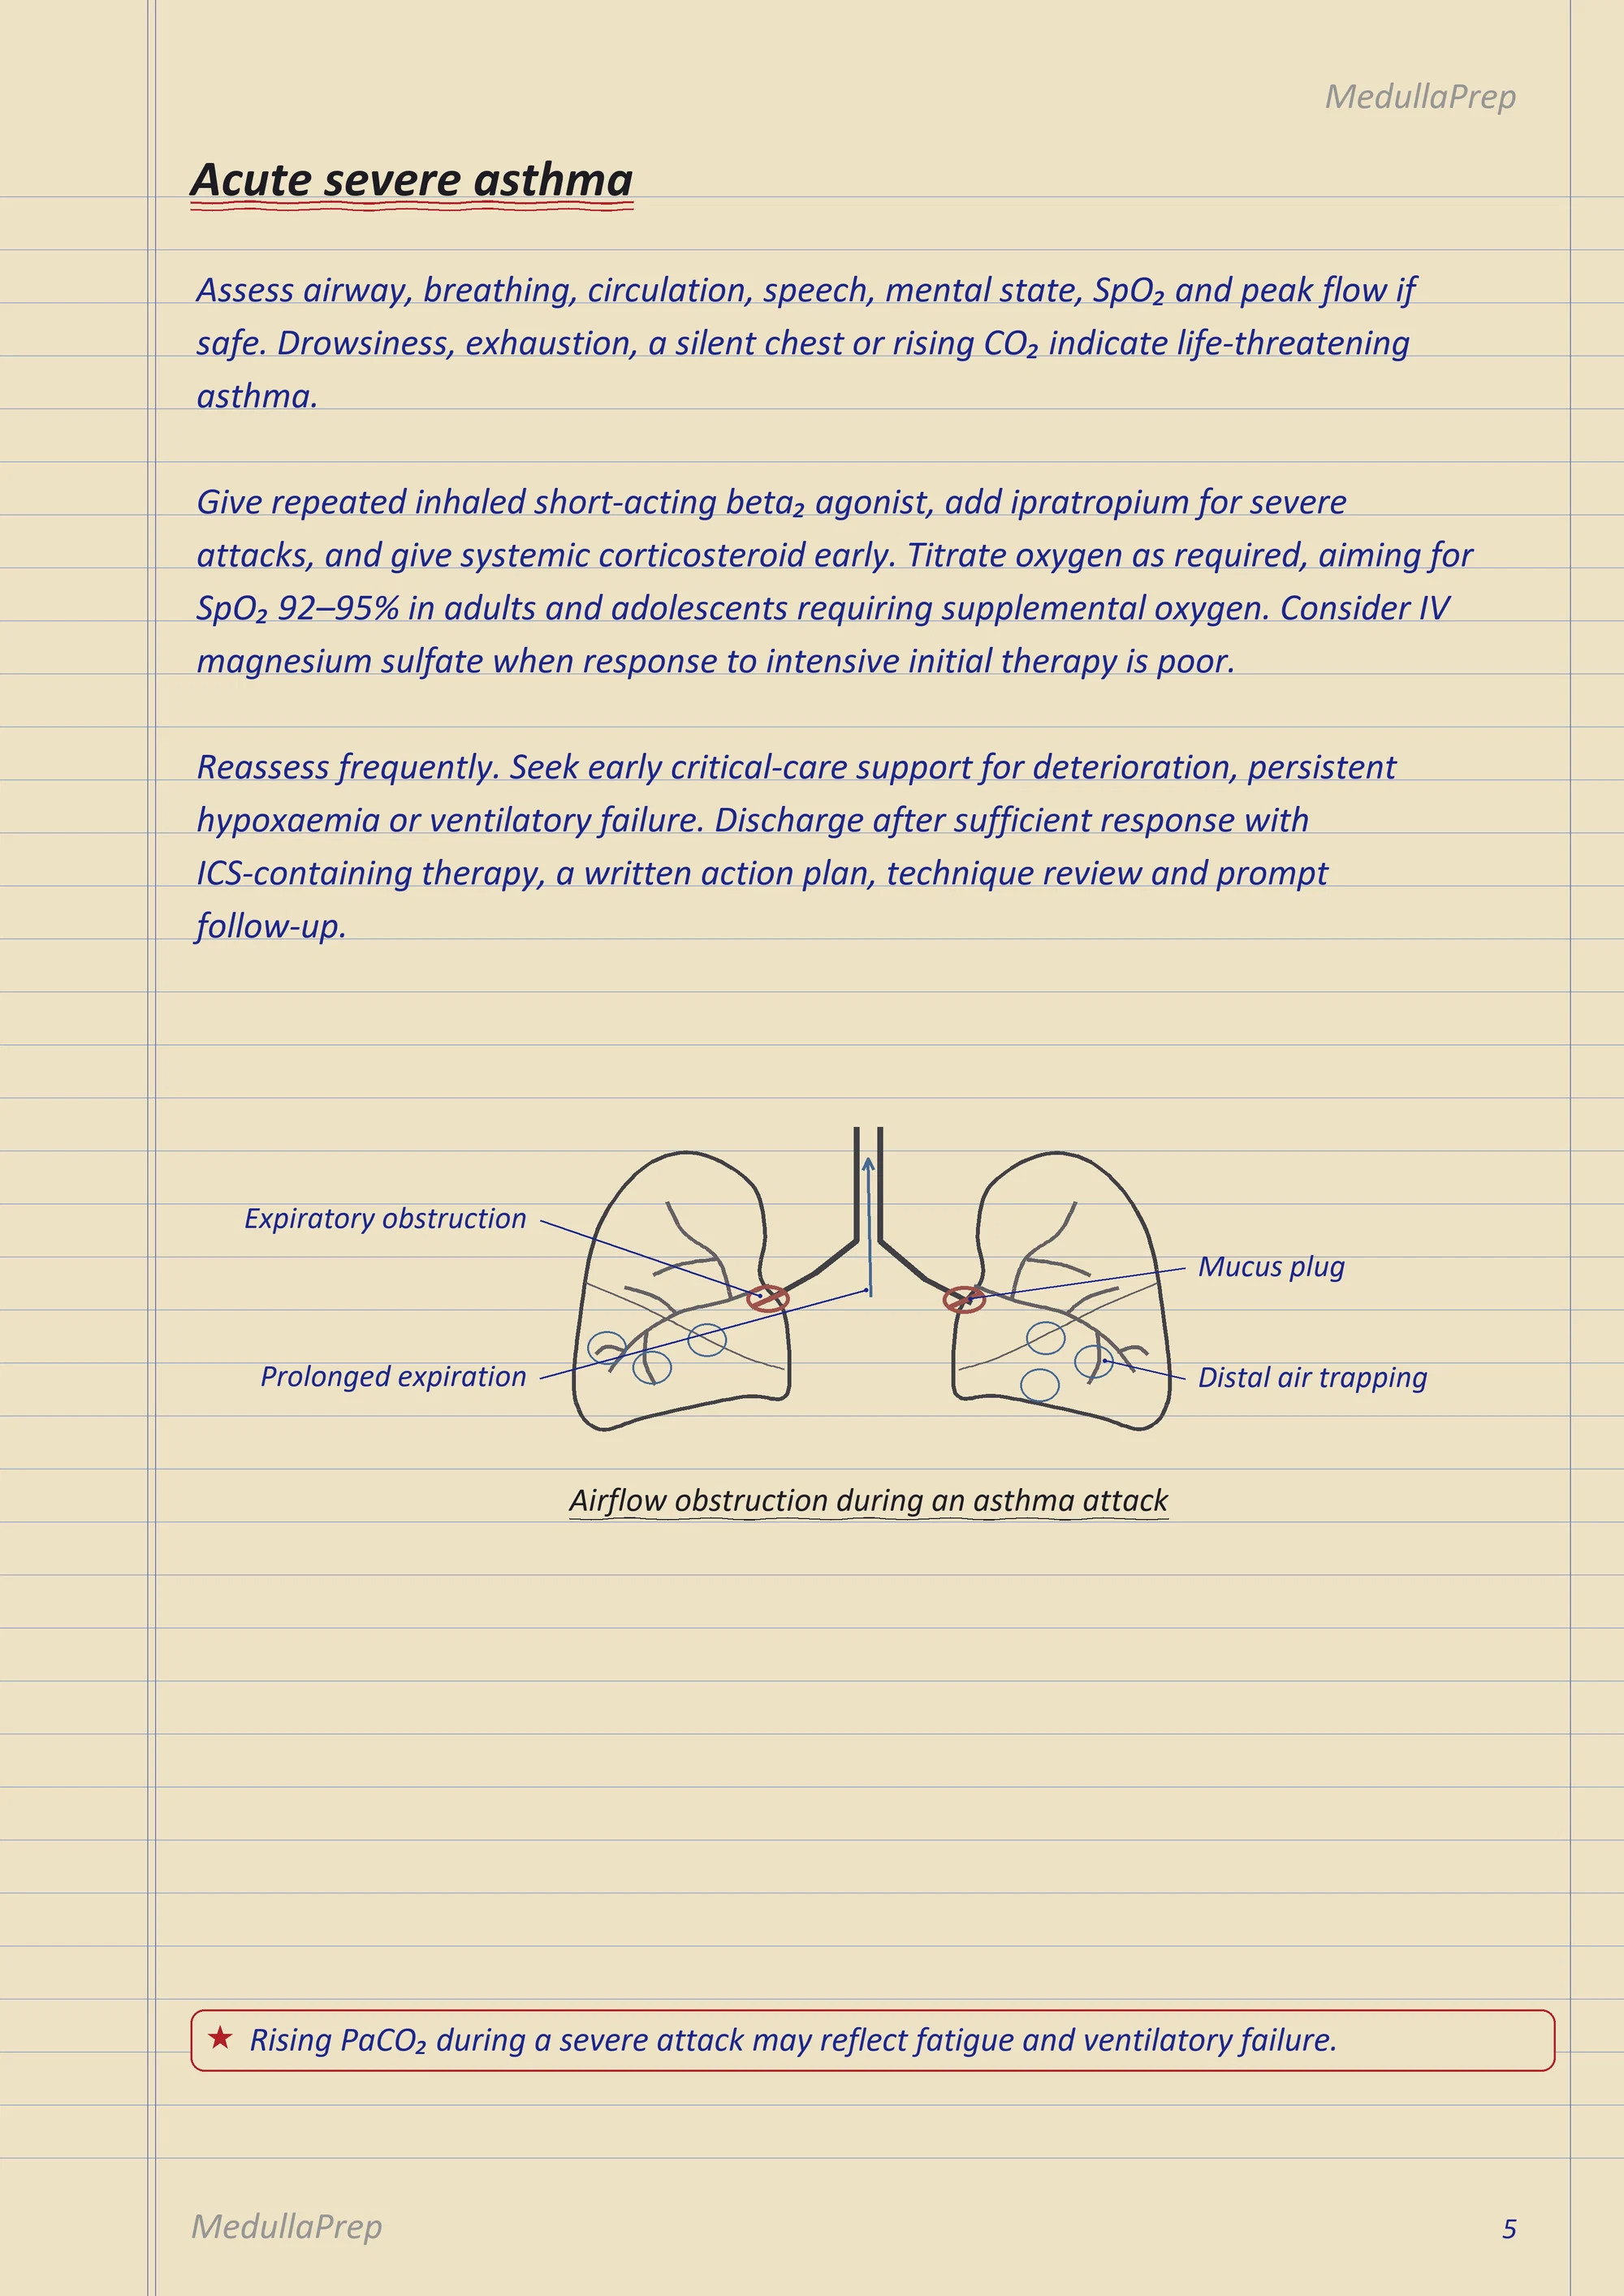 MedullaPrep
Acute severe asthma
Assess airway, breathing, circulation, speech, mental state, SpO₂ and peak flow if
safe. Drowsiness, exhaustion, a silent chest or rising CO₂ indicate life-threatening
asthma.
Give repeated inhaled short-acting beta₂ agonist, add ipratropium for severe
attacks, and give systemic corticosteroid early. Titrate oxygen as required, aiming for
SpO₂ 92–95% in adults and adolescents requiring supplemental oxygen. Consider IV
magnesium sulfate when response to intensive initial therapy is poor.
Reassess frequently. Seek early critical-care support for deterioration, persistent
hypoxaemia or ventilatory failure. Discharge after sufficient response with
ICS-containing therapy, a written action plan, technique review and prompt
follow-up.
Expiratory obstruction
Mucus plug
Prolonged expiration
Distal air trapping
Airflow obstruction during an asthma attack
★ Rising PaCO₂ during a severe attack may reflect fatigue and ventilatory failure.
MedullaPrep
5